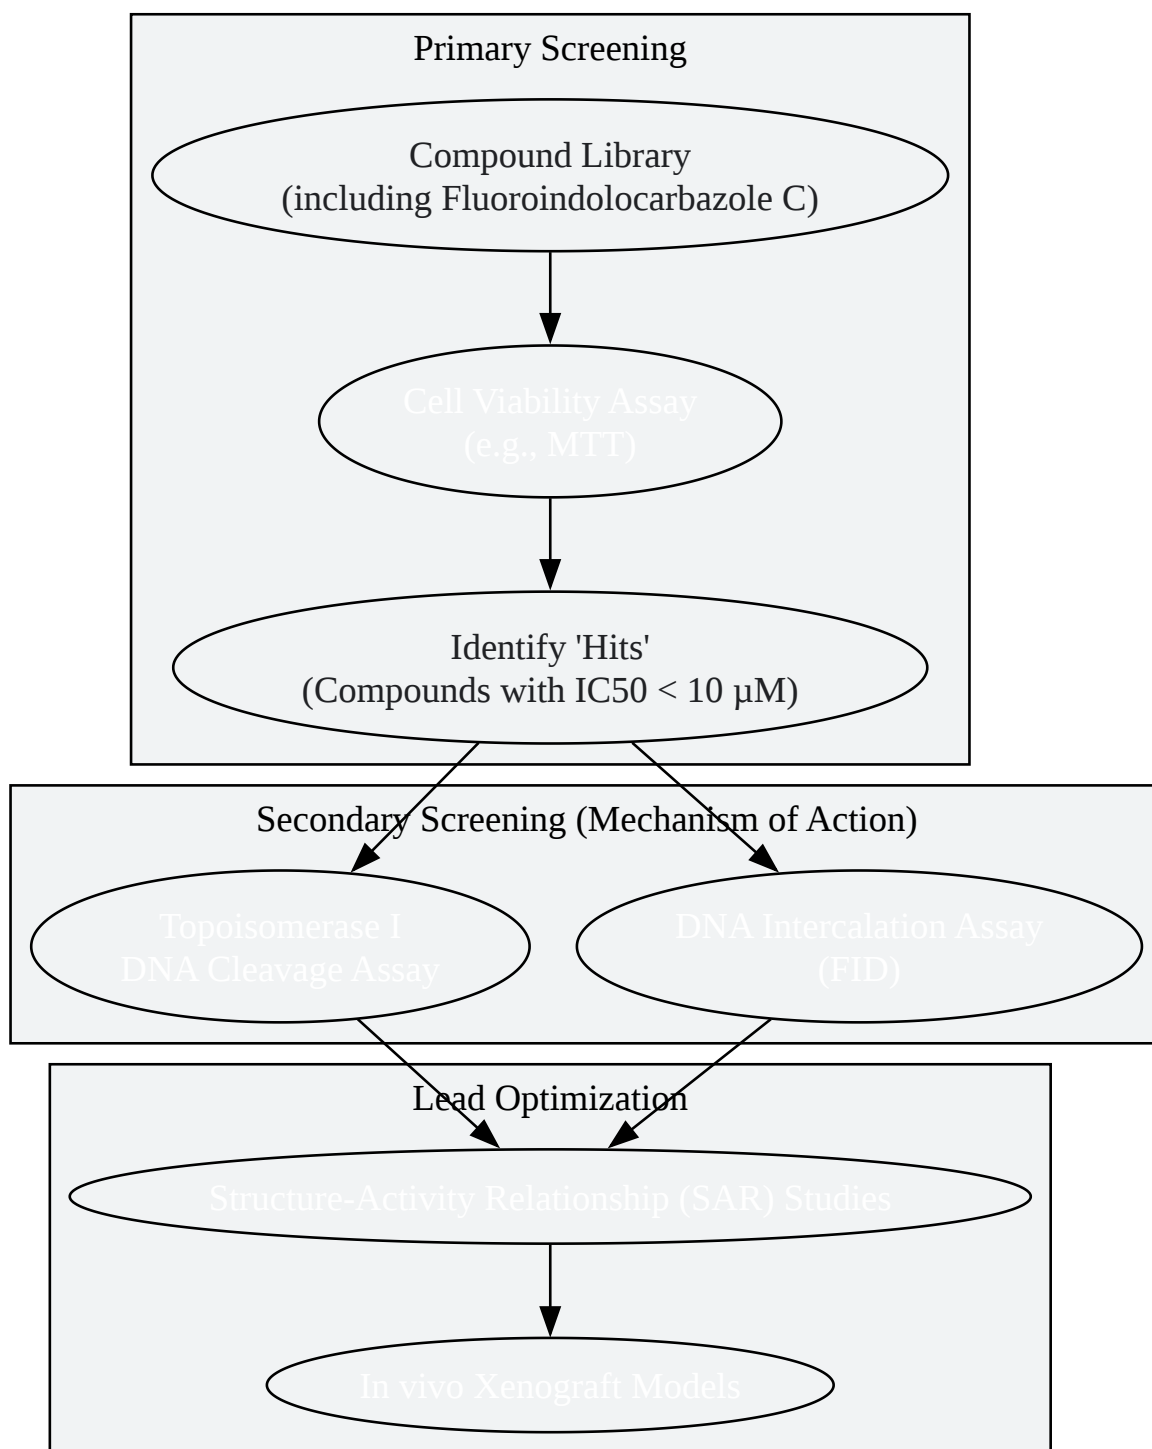 Primary Screening
Compound Library
(including Fluoroindolocarbazole C)
Cell Viability Assay
(e.g., MTT)
Identify 'Hits'
(Compounds with IC50 < 10 µM)
Secondary Screening (Mechanism of Action)
Topoisomerase I
DNA Cleavage Assay
DNA Intercalation Assay
(FID)
Lead Optimization
Structure-Activity Relationship (SAR) Studies
In vivo Xenograft Models